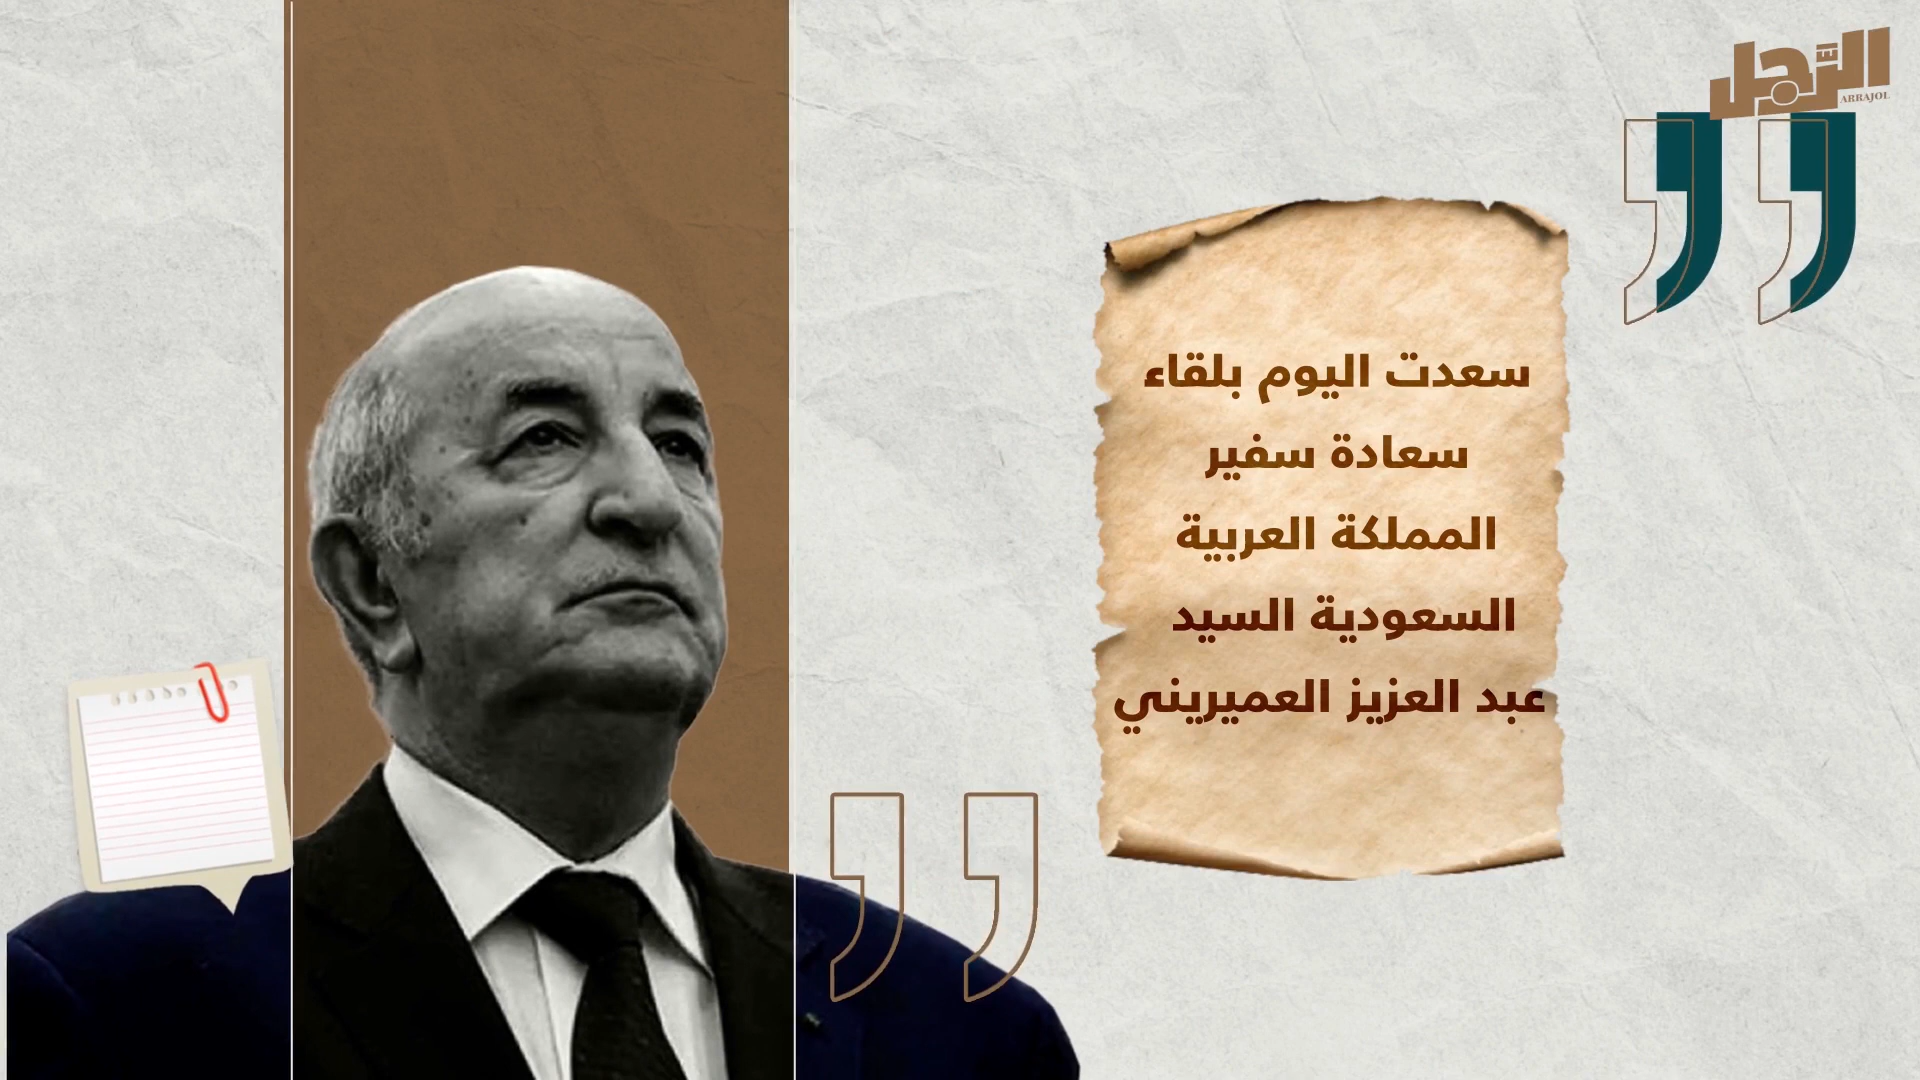 الرجل
ARRAJOL
سعدت اليوم بلقاء
سعادة سفير
المملكة العربية
السعودية السيد
عبد العزيز العميريني